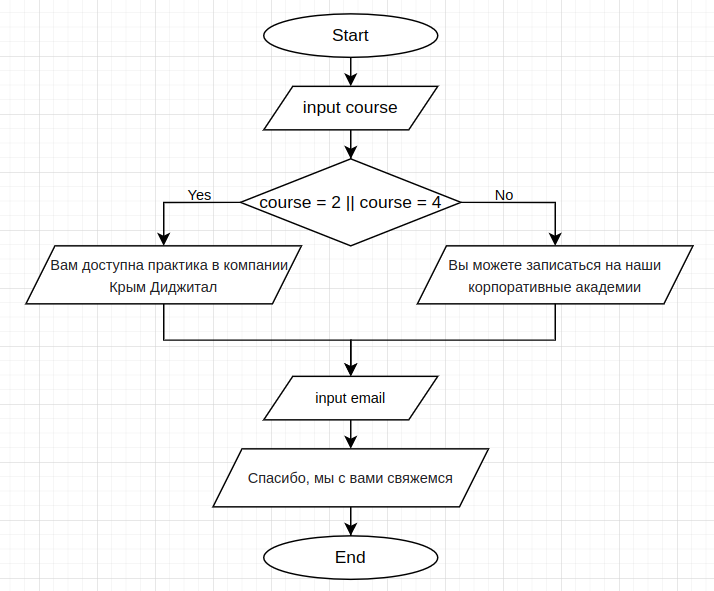 Start
input course
course = 2 || course = 4
Yes
No
Вам доступна практика в компании
Крым Диджитал
Вы можете записаться на наши
корпоративные академии
input email
Спасибо, мы с вами свяжемся
End